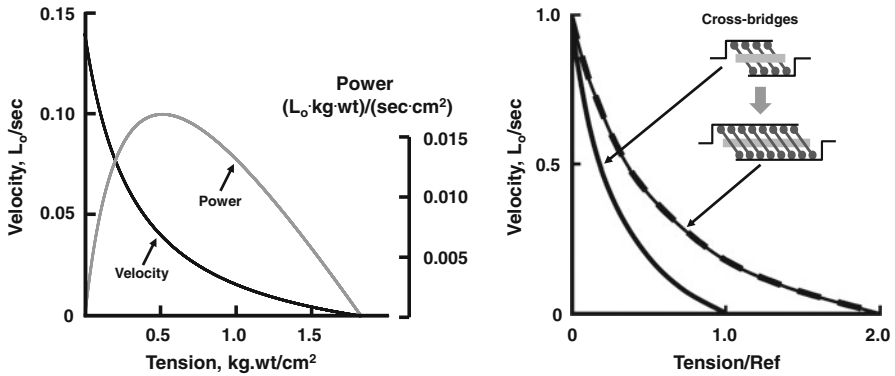 0.15
0.10
0.05
0
Velocity, Lₒ/sec
0.5
1.0
1.5
Tension, kg.wt/cm²
Velocity
Power
Power
(Lₒ·kg·wt)/(sec·cm²)
0.015
0.010
0.005
1.0
0.5
0
Velocity, Lₒ/sec
0
1.0
2.0
Tension/Ref
Cross-bridges